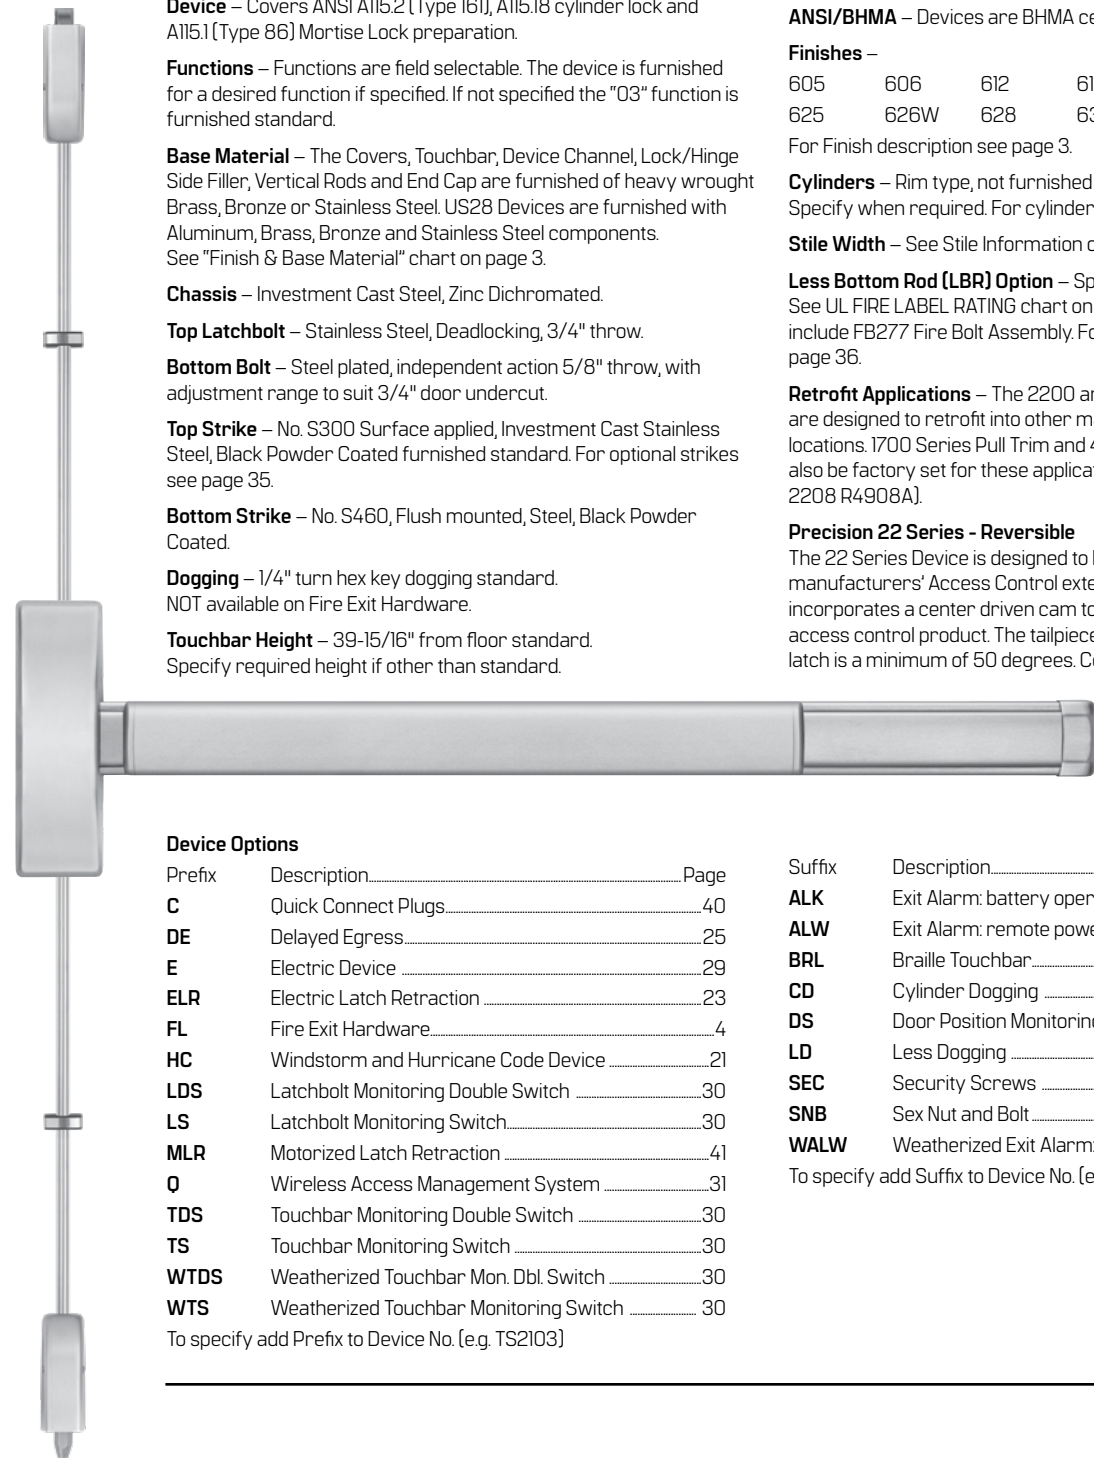 Device – Covers ANSI A115.2 (Type 161), A115.18 cylinder lock and
A115.1 (Type 86) Mortise Lock preparation.
Functions – Functions are field selectable. The device is furnished
for a desired function if specified. If not specified the "03" function is
furnished standard.
Base Material – The Covers, Touchbar, Device Channel, Lock/Hinge
Side Filler, Vertical Rods and End Cap are furnished of heavy wrought
Brass, Bronze or Stainless Steel. US28 Devices are furnished with
Aluminum, Brass, Bronze and Stainless Steel components.
See "Finish & Base Material" chart on page 3.
Chassis – Investment Cast Steel, Zinc Dichromated.
Top Latchbolt – Stainless Steel, Deadlocking, 3/4" throw.
Bottom Bolt – Steel plated, independent action 5/8" throw, with
adjustment range to suit 3/4" door undercut.
Top Strike – No. S300 Surface applied, Investment Cast Stainless
Steel, Black Powder Coated furnished standard. For optional strikes
see page 35.
Bottom Strike – No. S460, Flush mounted, Steel, Black Powder
Coated.
Dogging – 1/4" turn hex key dogging standard.
NOT available on Fire Exit Hardware.
Touchbar Height – 39-15/16" from floor standard.
Specify required height if other than standard.
ANSI/BHMA – Devices are BHMA
Finishes –
605 606 612
625 626W 628
For Finish description see page 3.
Cylinders – Rim type, not furnished
Specify when required. For cylinder
Stile Width – See Stile Information
Less Bottom Rod (LBR) Option –
See UL FIRE LABEL RATING chart on
include FB277 Fire Bolt Assembly.
page 36.
Retrofit Applications – The 2200
are designed to retrofit into other
locations. 1700 Series Pull Trim and
also be factory set for these
2208 R4908A).
Precision 22 Series - Reversible
The 22 Series Device is designed to
manufacturers' Access Control
incorporates a center driven cam
access control product. The
latch is a minimum of 50 degrees.
Device Options
Prefix Description Page
C Quick Connect Plugs 40
DE Delayed Egress 25
E Electric Device 29
ELR Electric Latch Retraction 23
FL Fire Exit Hardware 4
HC Windstorm and Hurricane Code Device 21
LDS Latchbolt Monitoring Double Switch 30
LS Latchbolt Monitoring Switch 30
MLR Motorized Latch Retraction 41
Q Wireless Access Management System 31
TDS Touchbar Monitoring Double Switch 30
TS Touchbar Monitoring Switch 30
WTDS Weatherized Touchbar Mon. Dbl. Switch 30
WTS Weatherized Touchbar Monitoring Switch 30
To specify add Prefix to Device No. (e.g. TS2103)
Suffix Description
ALK Exit Alarm: battery
ALW Exit Alarm: remote
BRL Braille Touchbar
CD Cylinder Dogging
DS Door Position
LD Less Dogging
SEC Security Screws
SNB Sex Nut and Bolt
WALW Weatherized Exit Alarm:
To specify add Suffix to Device No.